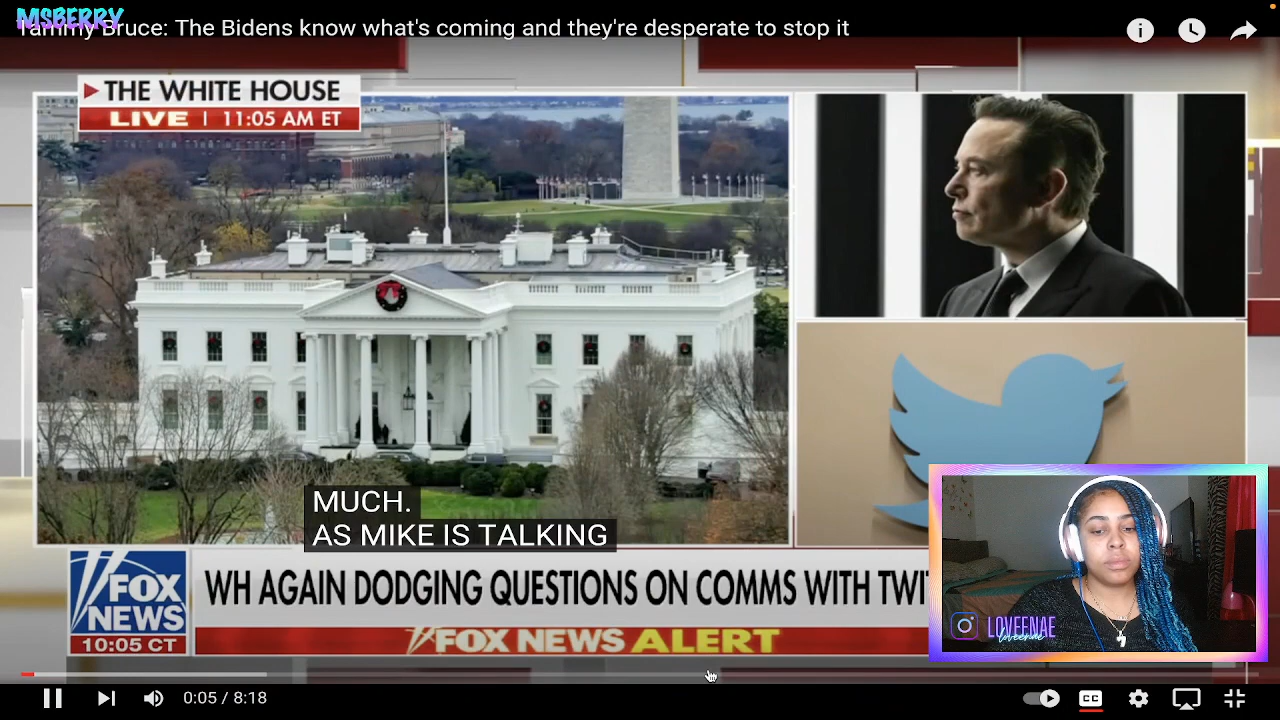 MSBERRY
Tammy Bruce: The Bidens know what's coming and they're desperate to stop it
THE WHITE HOUSE
LIVE | 11:05 AM ET
MUCH.
AS MIKE IS TALKING
FOX
NEWS
10:05 CT
WH AGAIN DODGING QUESTIONS ON COMMS WITH TWI
FOX NEWS ALERT
LOVEENAE
loveenae
0:05 / 8:18
CC